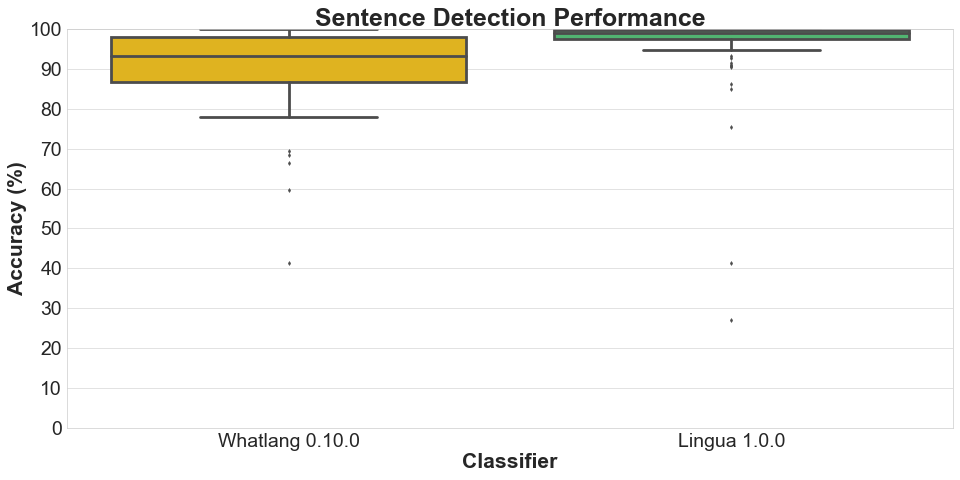 Sentence Detection Performance
100
90
80
70
60
50
40
30
20
10
0
Accuracy (%)
Whatlang 0.10.0
Lingua 1.0.0
Classifier